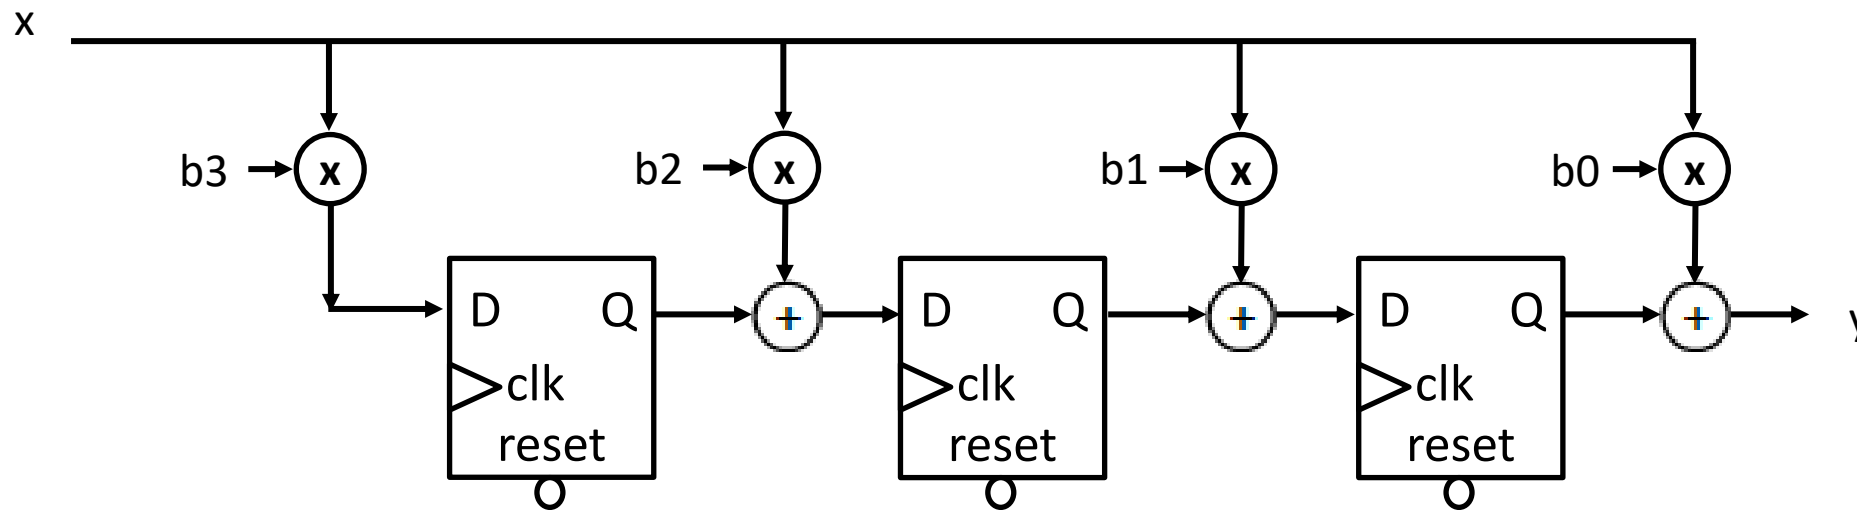 x
b3 x b2 x b1 x b0 x
D Q + D Q + D Q + y
clk clk clk
reset reset reset